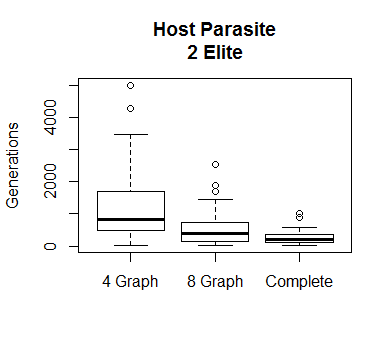 Host Parasite
2 Elite
Generations
4000
2000
0
4 Graph 8 Graph Complete